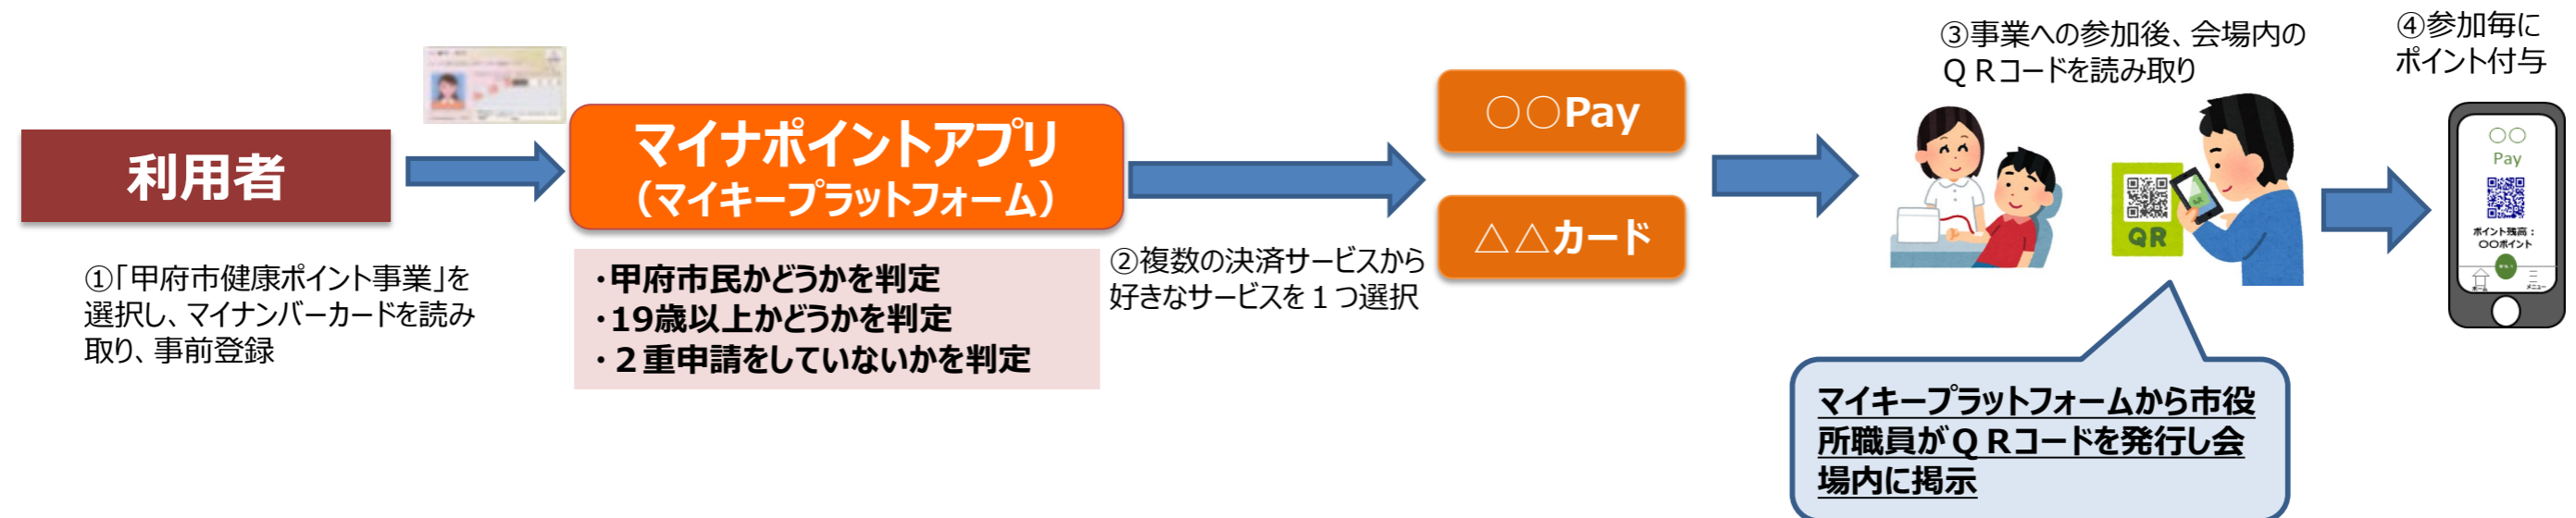 利用者
①「甲府市健康ポイント事業」を
選択し、マイナンバーカードを読み
取り、事前登録
マイナポイントアプリ
（マイキープラットフォーム）
・甲府市民かどうかを判定
・19歳以上かどうかを判定
・２重申請をしていないかを判定
②複数の決済サービスから
好きなサービスを１つ選択
○○Pay
△△カード
③事業への参加後、会場内の
ＱＲコードを読み取り
QR
マイキープラットフォームから市役
所職員がＱＲコードを発行し会
場内に掲示
④参加毎に
ポイント付与
○○
Pay
ポイント残高：
○○ポイント
ホーム
メニュー